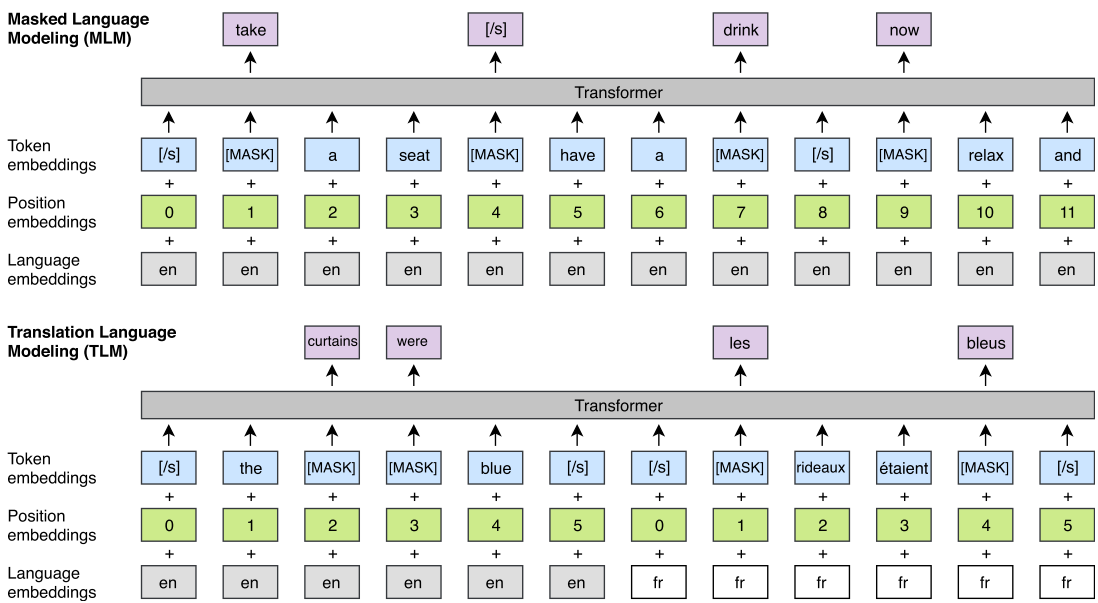 Masked Language
Modeling (MLM)
take [/s] drink now
Transformer
Token
embeddings
[/s] [MASK] a seat [MASK] have a [MASK] [/s] [MASK] relax and
+ + + + + + + + + + + +
Position
embeddings
0 1 2 3 4 5 6 7 8 9 10 11
+ + + + + + + + + + + +
Language
embeddings
en en en en en en en en en en en en
Translation Language
Modeling (TLM)
curtains were les bleus
Transformer
Token
embeddings
[/s] the [MASK] [MASK] blue [/s] [/s] [MASK] rideaux étaient [MASK] [/s]
+ + + + + + + + + + + +
Position
embeddings
0 1 2 3 4 5 0 1 2 3 4 5
+ + + + + + + + + + + +
Language
embeddings
en en en en en en fr fr fr fr fr fr